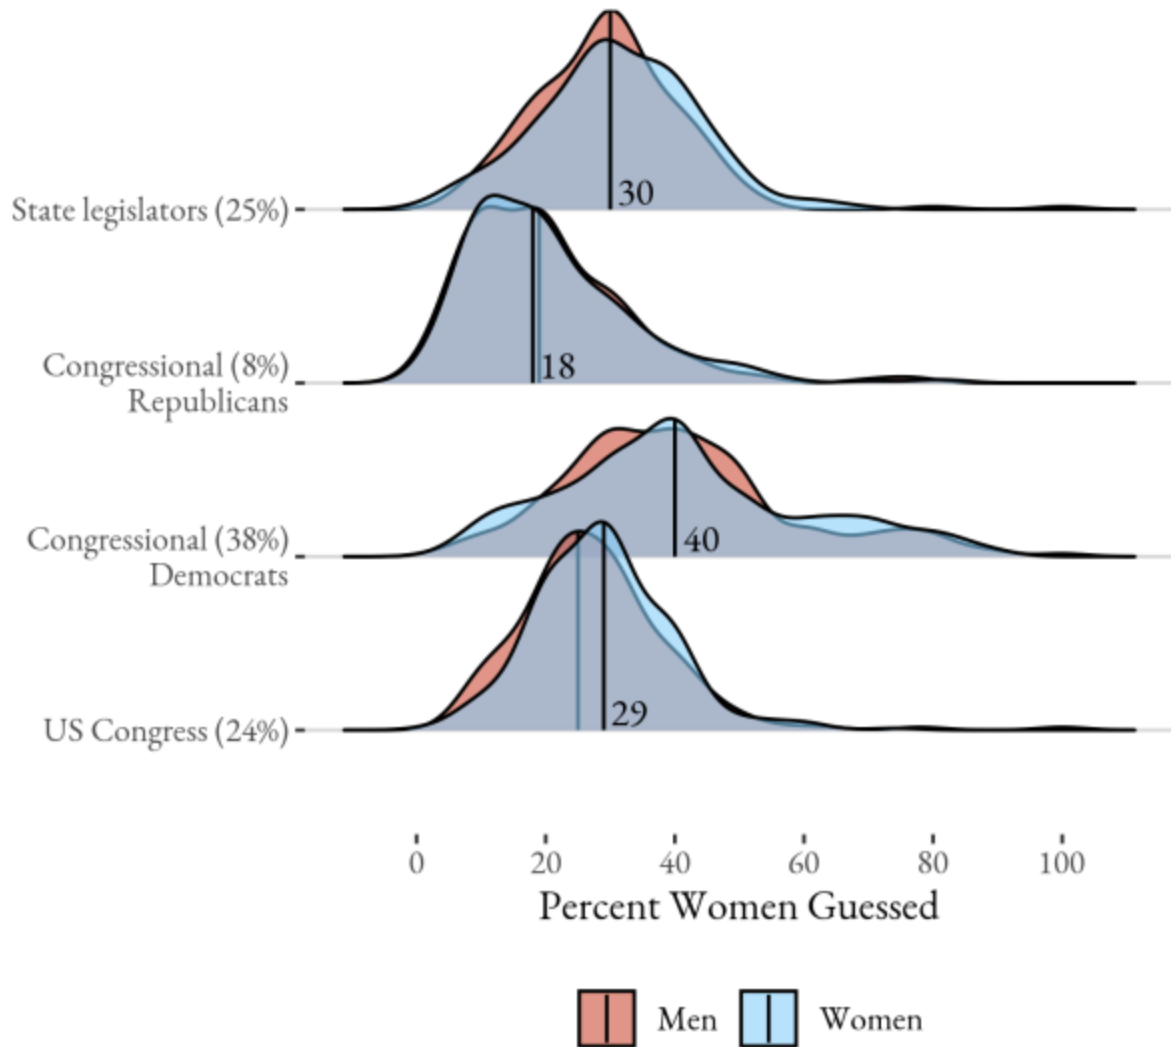 State legislators (25%)
30
Congressional (8%)
Republicans
18
Congressional (38%)
Democrats
40
US Congress (24%)
29
0 20 40 60 80 100
Percent Women Guessed
Men Women